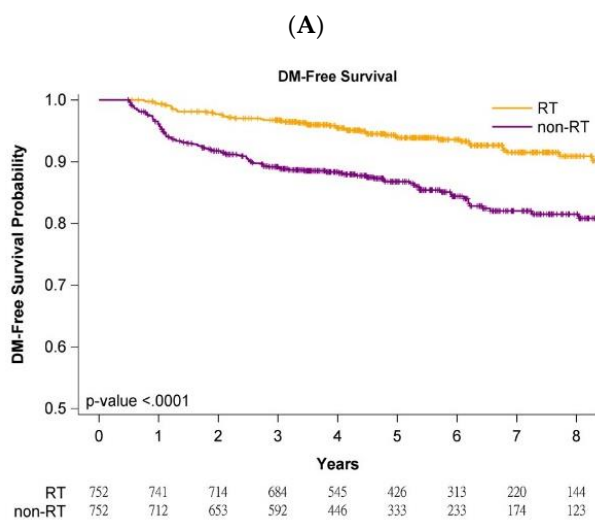 (A)
DM-Free Survival
RT
non-RT
DM-Free Survival Probability
1.0
0.9
0.8
0.7
0.6
0.5
p-value <.0001
0 1 2 3 4 5 6 7 8
Years
RT 752 741 714 684 545 426 313 220 144
non-RT 752 712 653 592 446 333 233 174 123